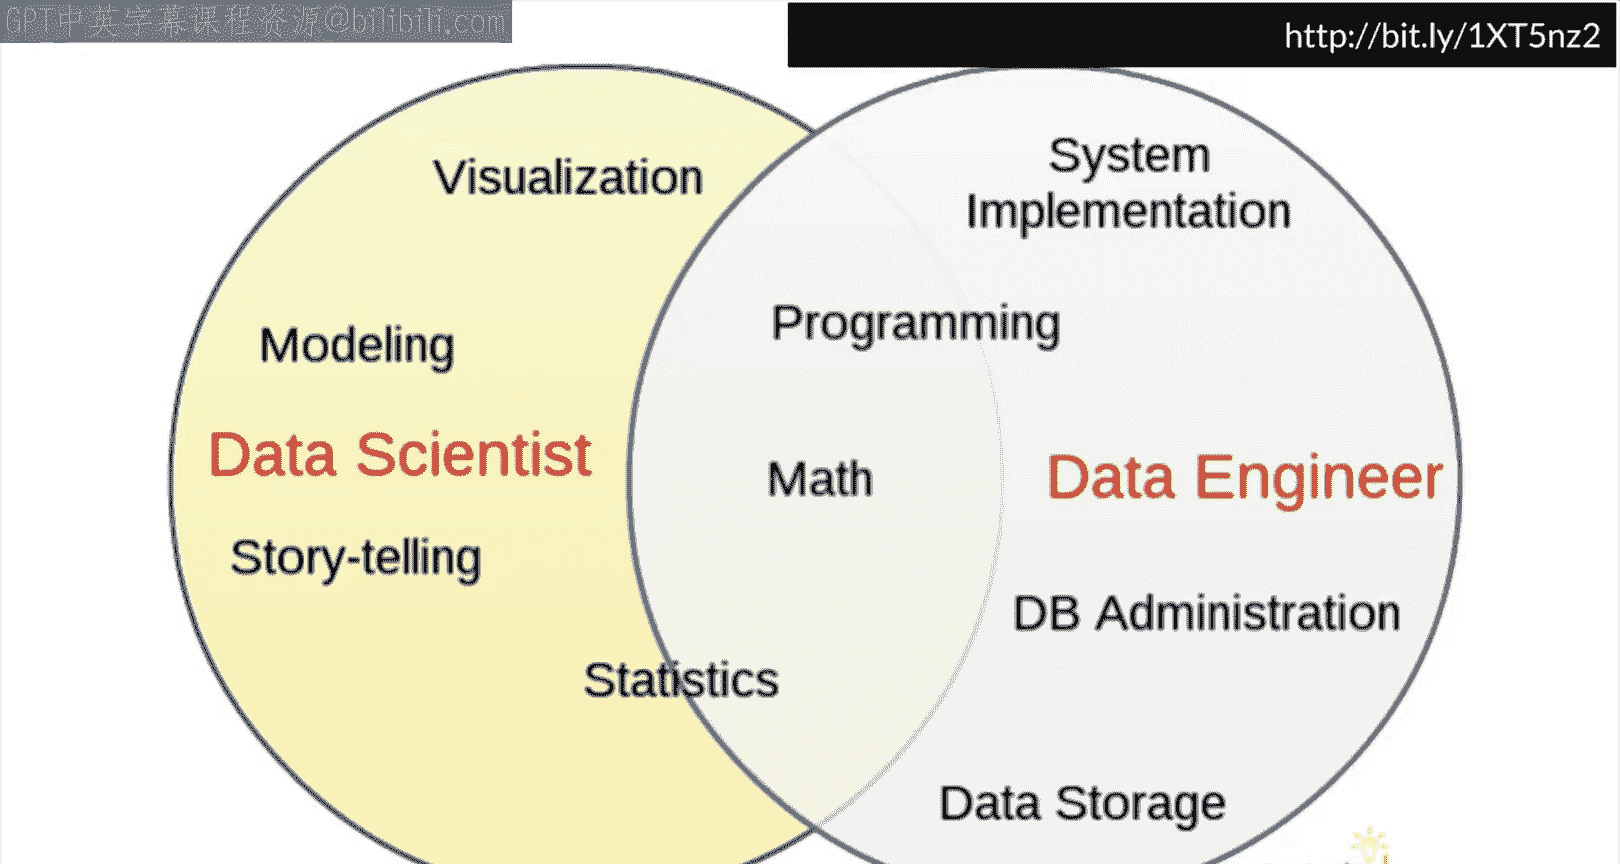 GPT中英字幕课程资源@bilibili.com
http://bit.ly/1XT5nz2
Visualization
System
Implementation
Programming
Modeling
Data Scientist
Math
Data Engineer
Story-telling
DB Administration
Statistics
Data Storage